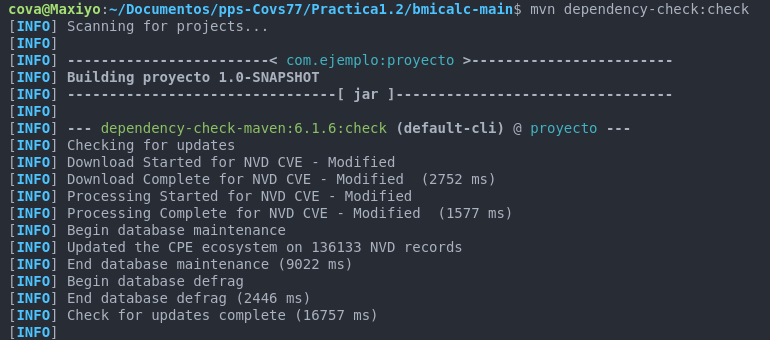 cova@Maxiyo:~/Documentos/pps-Covs77/Practica1.2/bmicalc-main$ mvn dependency-check:check
[INFO] Scanning for projects...
[INFO]
[INFO] ------------------------< com.ejemplo:proyecto >------------------------
[INFO] Building proyecto 1.0-SNAPSHOT
[INFO] --------------------------------[ jar ]---------------------------------
[INFO]
[INFO] --- dependency-check-maven:6.1.6:check (default-cli) @ proyecto ---
[INFO] Checking for updates
[INFO] Download Started for NVD CVE - Modified
[INFO] Download Complete for NVD CVE - Modified  (2752 ms)
[INFO] Processing Started for NVD CVE - Modified
[INFO] Processing Complete for NVD CVE - Modified  (1577 ms)
[INFO] Begin database maintenance
[INFO] Updated the CPE ecosystem on 136133 NVD records
[INFO] End database maintenance (9022 ms)
[INFO] Begin database defrag
[INFO] End database defrag (2446 ms)
[INFO] Check for updates complete (16757 ms)
[INFO]